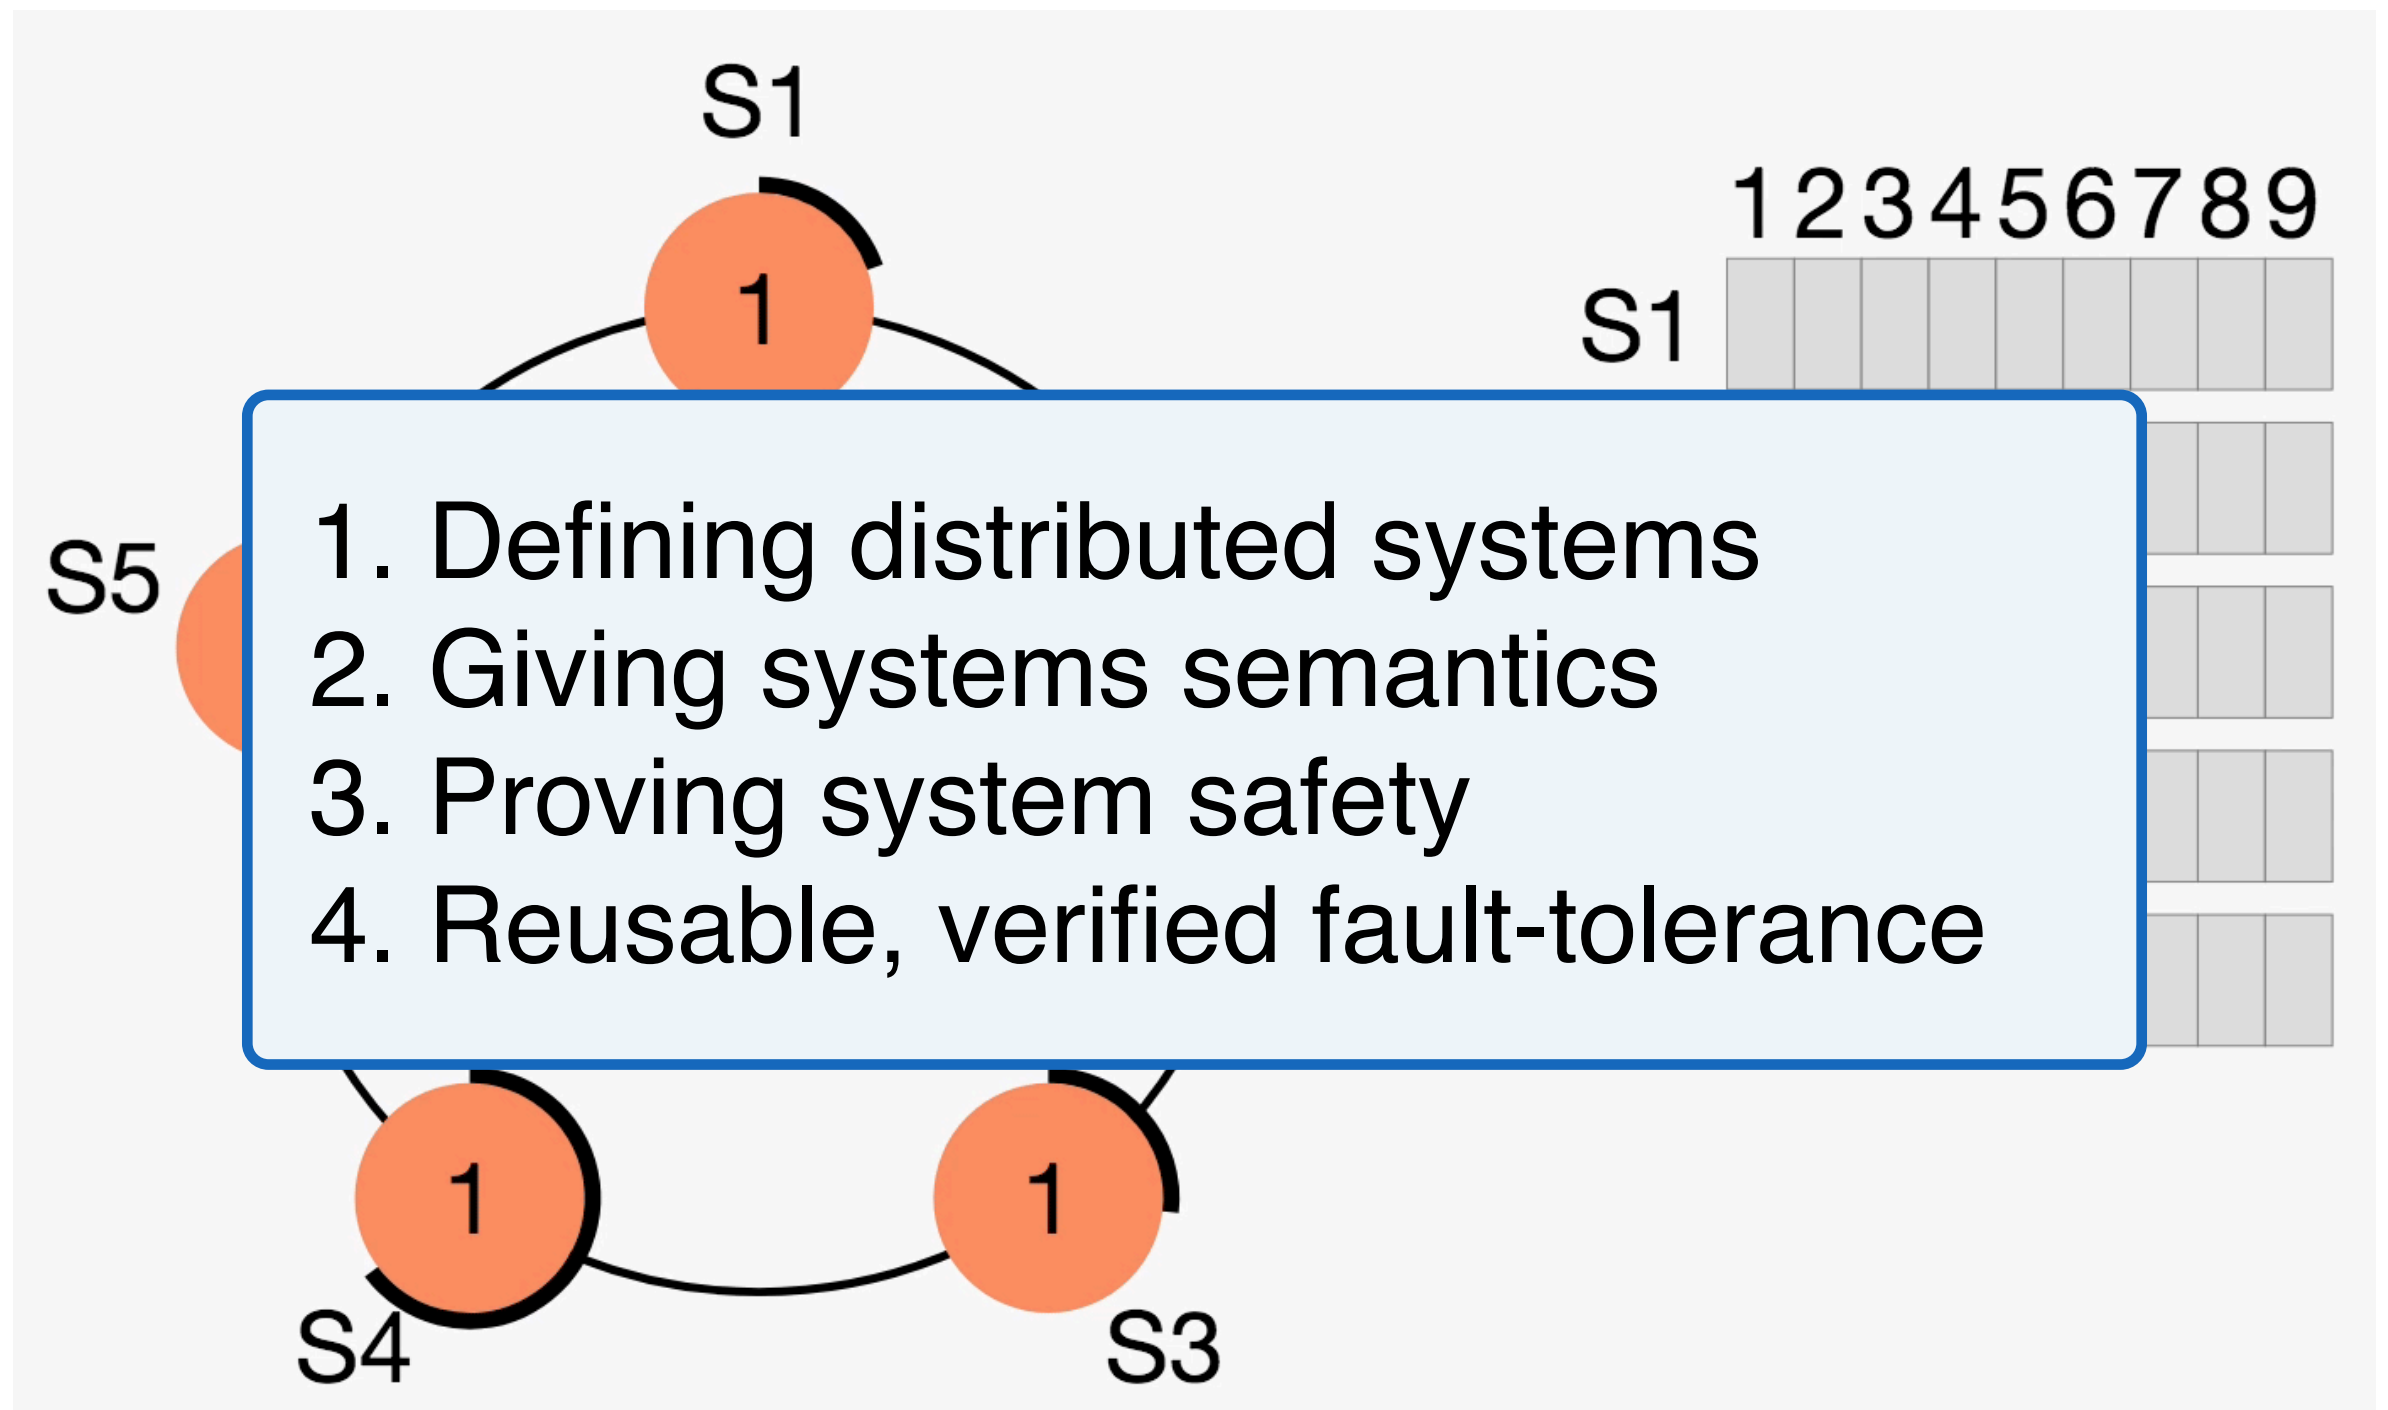 S1
1
1 2 3 4 5 6 7 8 9
S1
S5
1. Defining distributed systems
2. Giving systems semantics
3. Proving system safety
4. Reusable, verified fault-tolerance
1
1
S4
S3